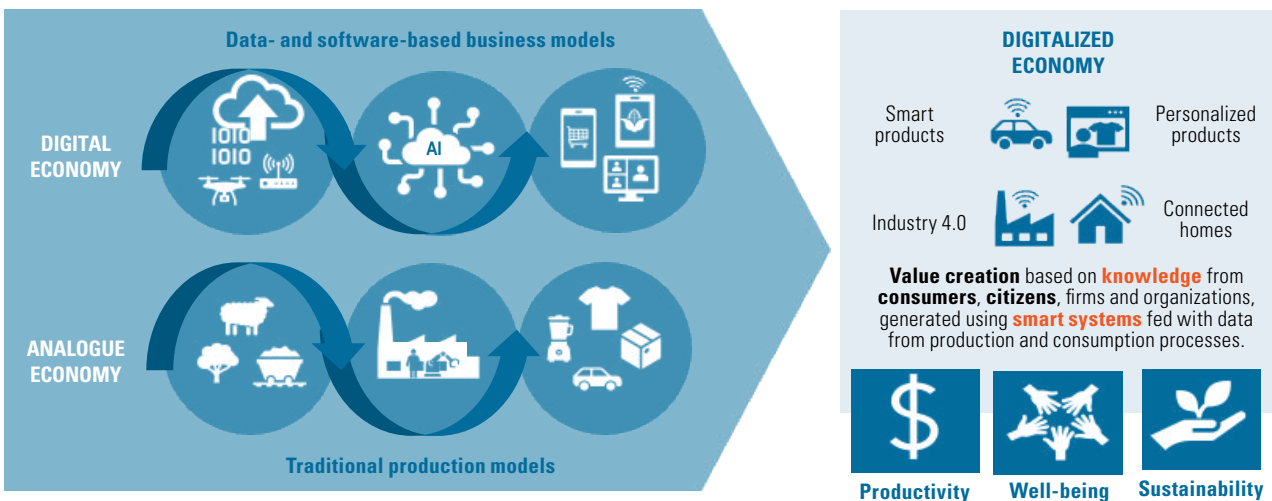 Data- and software-based business models
DIGITAL
ECONOMY
1010
1010
AI
ANALOGUE
ECONOMY
Traditional production models
DIGITALIZED
ECONOMY
Smart
products
Personalized
products
Industry 4.0
Connected
homes
Value creation based on knowledge from
consumers, citizens, firms and organizations,
generated using smart systems fed with data
from production and consumption processes.
$
Productivity
Well-being
Sustainability